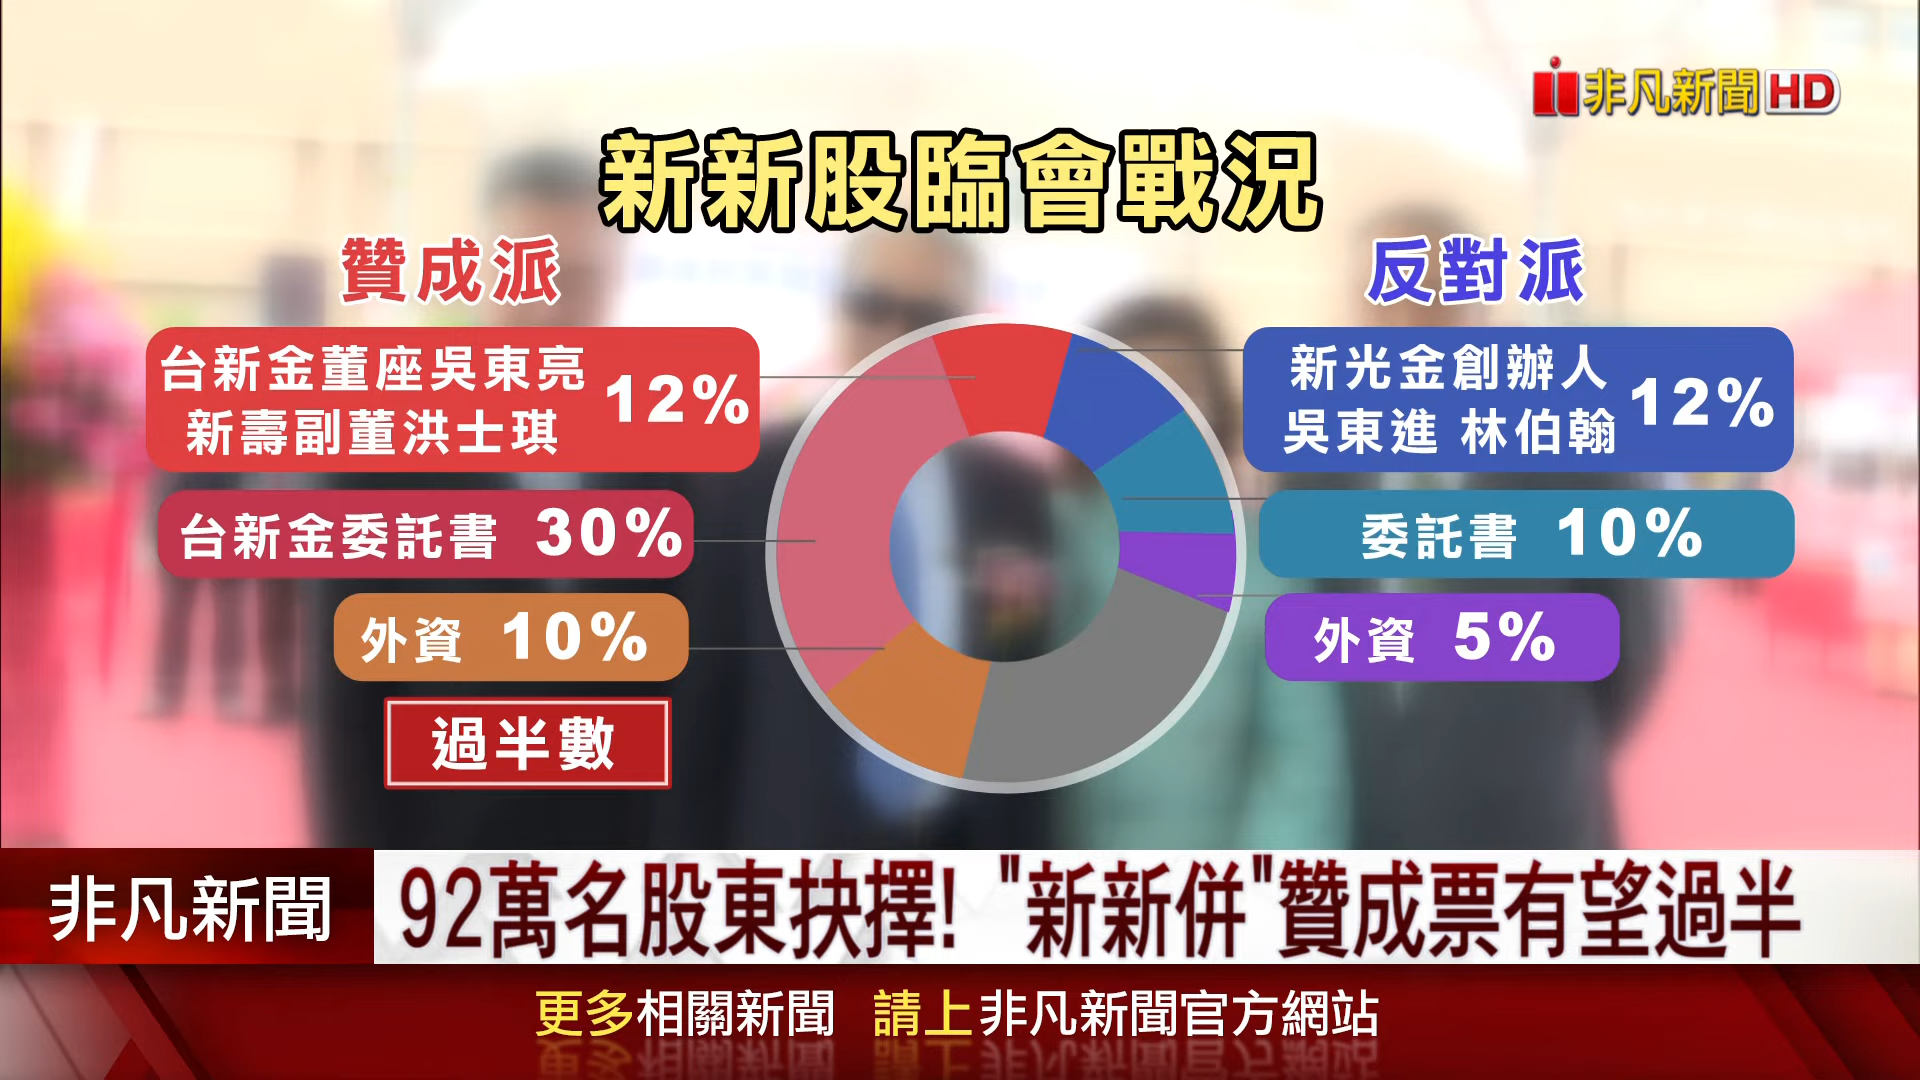 非凡新聞HD
新新股臨會戰況
贊成派
台新金董座吳東亮
新壽副董洪士琪
12%
台新金委託書 30%
外資 10%
過半數
反對派
新光金創辦人
吳東進 林伯翰
12%
委託書 10%
外資 5%
非凡新聞
92萬名股東抉擇! "新新併"贊成票有望過半
更多相關新聞 請上非凡新聞官方網站